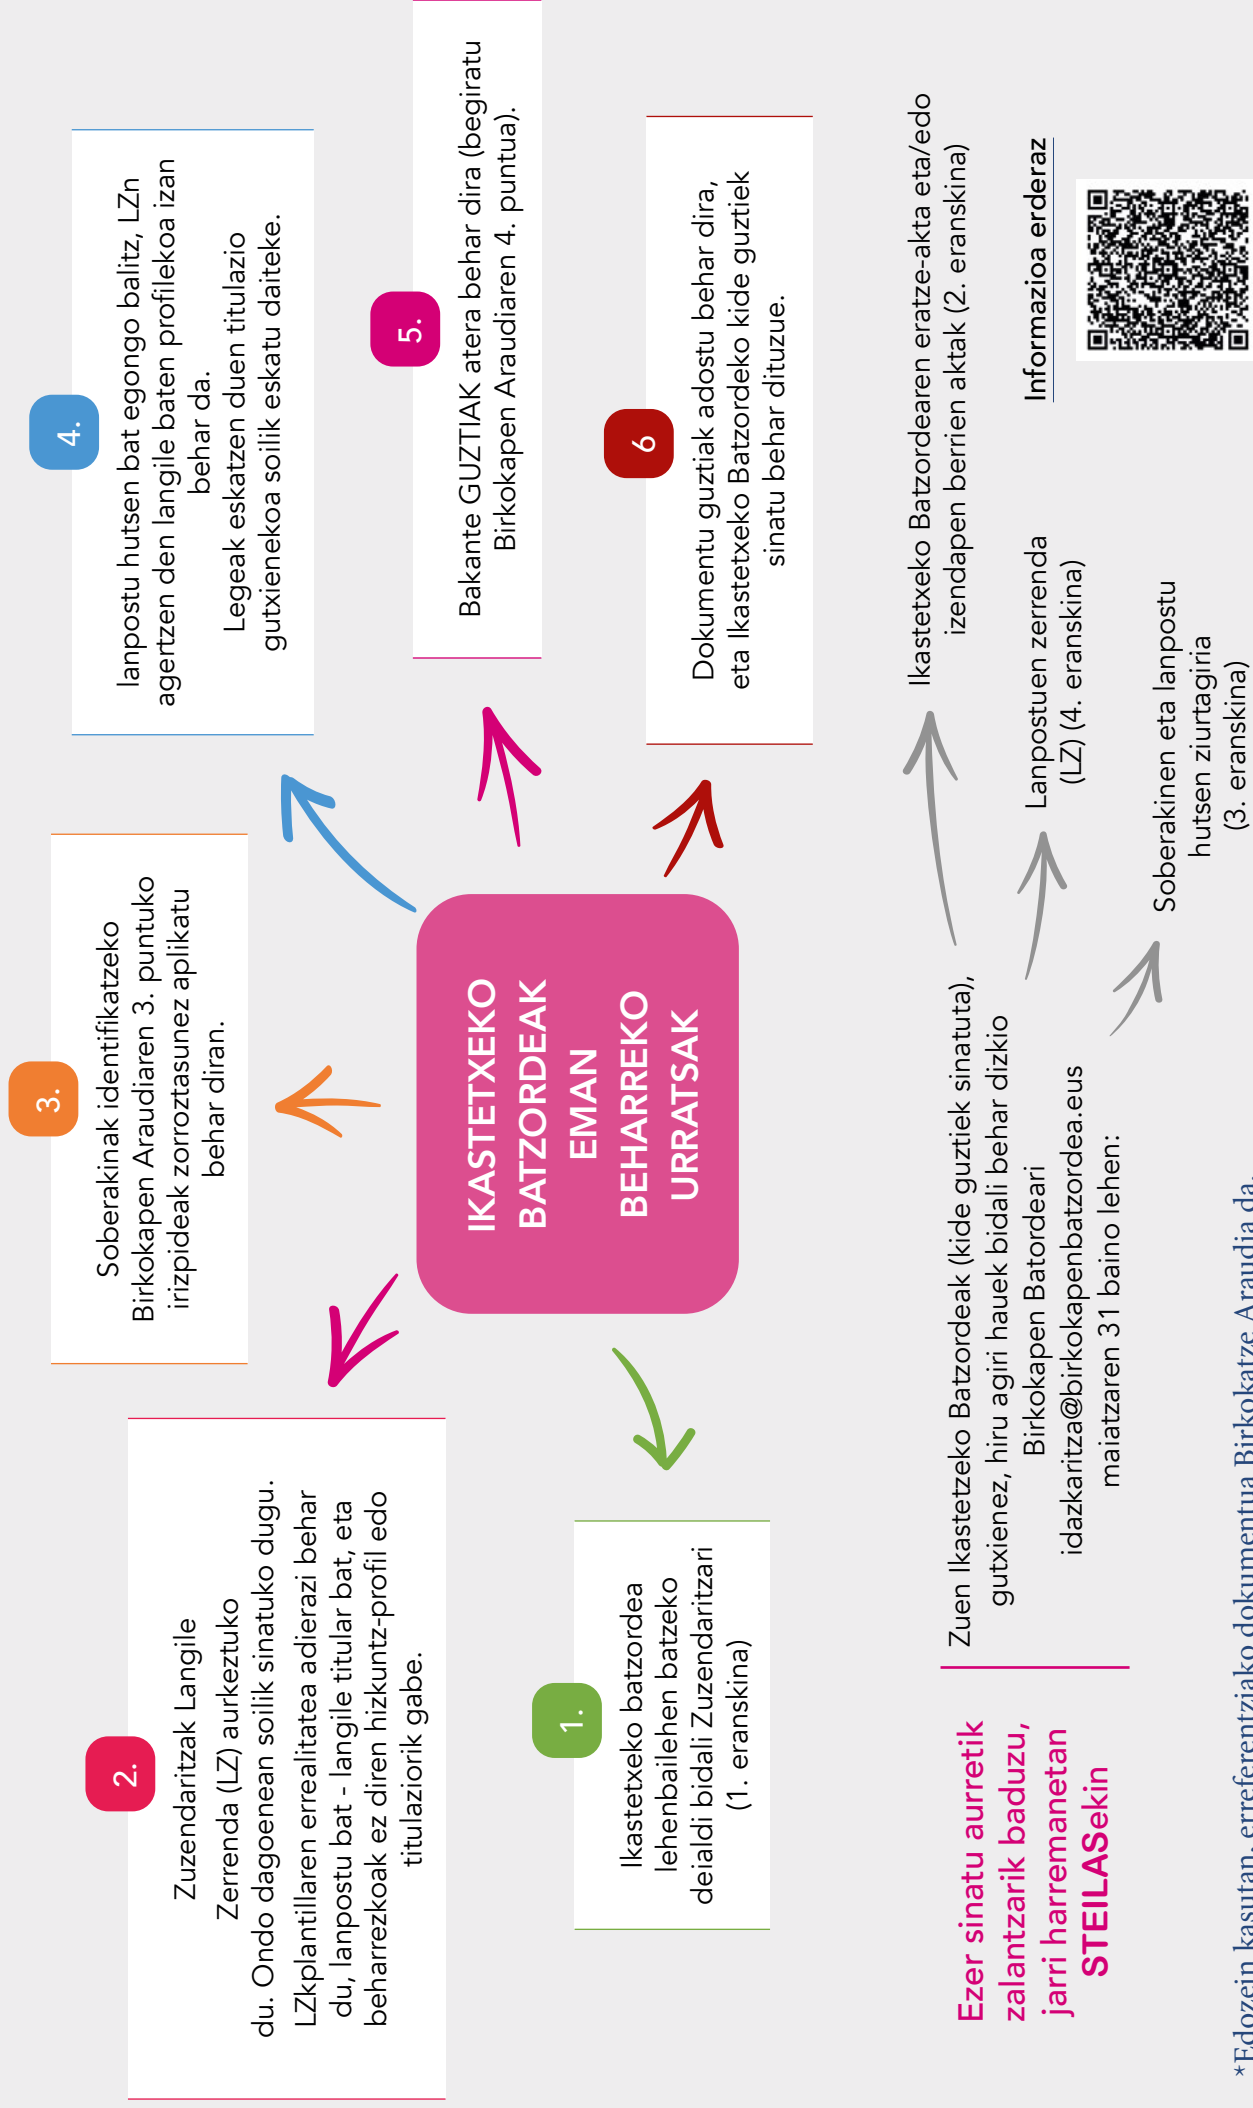 IKASTETXEKO
BATZORDEAK
EMAN
BEHARREKO
URRATSAK
1.
Ikastetxeko batzordea
lehenbailehen batzeko
deialdi bidali Zuzendaritzari
(1. eranskina)
2.
Zuzendaritzak Langile
Zerrenda (LZ) aurkeztuko
du. Ondo dagoenean soilik sinatuko dugu.
LZkplantillaren errealitatea adierazi behar
du, lanpostu bat - langile titular bat, eta
beharrezkoak ez diren hizkuntz-profil edo
titulaziorik gabe.
3.
Soberakinak identifikatzeko
Birkokapen Araudiaren 3. puntuko
irizpideak zorroztasunez aplikatu
behar diran.
4.
lanpostu hutsen bat egongo balitz, LZn
agertzen den langile baten profilekoa izan
behar da.
Legeak eskatzen duen titulazio
gutxienekoa soilik eskatu daiteke.
5.
Bakante GUZTIAK atera behar dira (begiratu
Birkokapen Araudiaren 4. puntua).
6
Dokumentu guztiak adostu behar dira,
eta Ikastetxeko Batzordeko kide guztiek
sinatu behar dituzue.
Ezer sinatu aurretik
zalantzarik baduzu,
jarri harremanetan
STEILASekin
Zuen Ikastetzeko Batzordeak (kide guztiek sinatuta),
gutxienez, hiru agiri hauek bidali behar dizkio
Birkokapen Batordeari
idazkaritza@birkokapenbatzordea.eus
maiatzaren 31 baino lehen:
Ikastetxeko Batzordearen eratze-akta eta/edo
izendapen berrien aktak (2. eranskina)
Lanpostuen zerrenda
(LZ) (4. eranskina)
Soberakinen eta lanpostu
hutsen ziurtagiria
(3. eranskina)
Informazioa erderaz
*Edozein kasutan, erreferentziako dokumentua Birkokatze Araudia da.